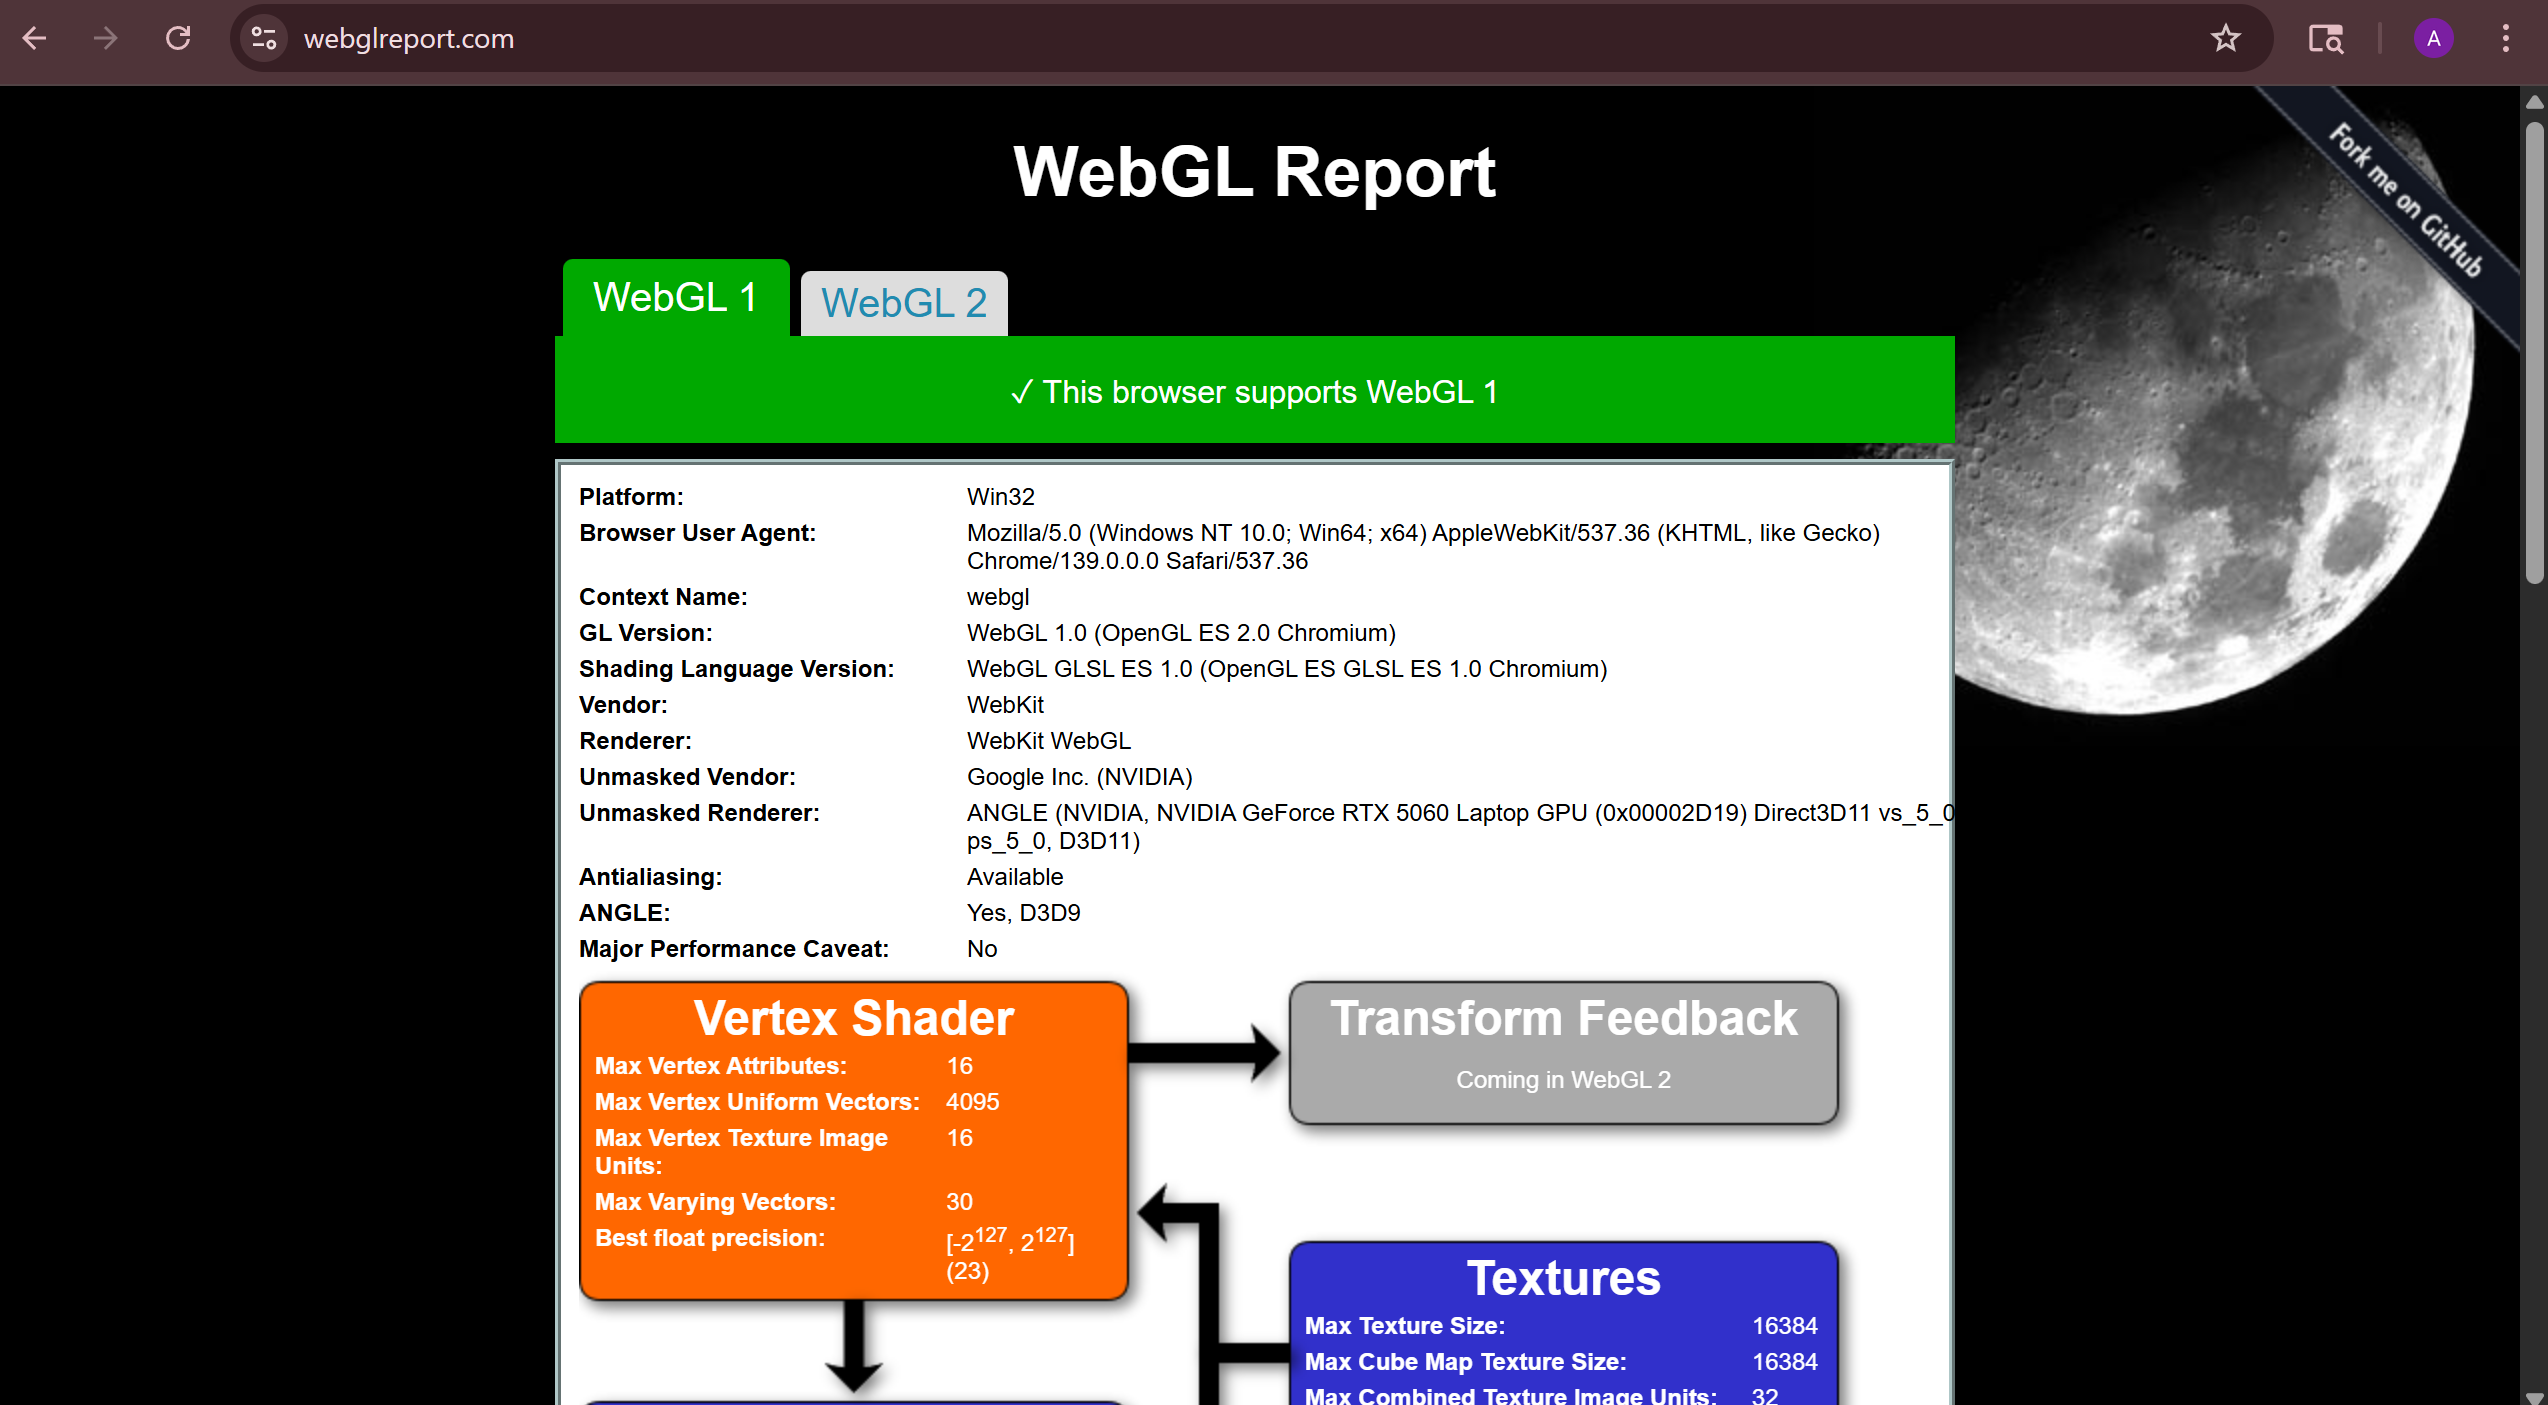 webglreport.com
A
Fork me on GitHub
WebGL Report
WebGL 1
WebGL 2
✓ This browser supports WebGL 1
Platform: Win32
Browser User Agent: Mozilla/5.0 (Windows NT 10.0; Win64; x64) AppleWebKit/537.36 (KHTML, like Gecko)
Chrome/139.0.0.0 Safari/537.36
Context Name: webgl
GL Version: WebGL 1.0 (OpenGL ES 2.0 Chromium)
Shading Language Version: WebGL GLSL ES 1.0 (OpenGL ES GLSL ES 1.0 Chromium)
Vendor: WebKit
Renderer: WebKit WebGL
Unmasked Vendor: Google Inc. (NVIDIA)
Unmasked Renderer: ANGLE (NVIDIA, NVIDIA GeForce RTX 5060 Laptop GPU (0x00002D19) Direct3D11 vs_5_0
ps_5_0, D3D11)
Antialiasing: Available
ANGLE: Yes, D3D9
Major Performance Caveat: No
Vertex Shader
Max Vertex Attributes: 16
Max Vertex Uniform Vectors: 4095
Max Vertex Texture Image 16
Units:
Max Varying Vectors: 30
Best float precision: [-2^127, 2^127]
(23)
Transform Feedback
Coming in WebGL 2
Textures
Max Texture Size: 16384
Max Cube Map Texture Size: 16384
Max Combined Texture Image Units: 32